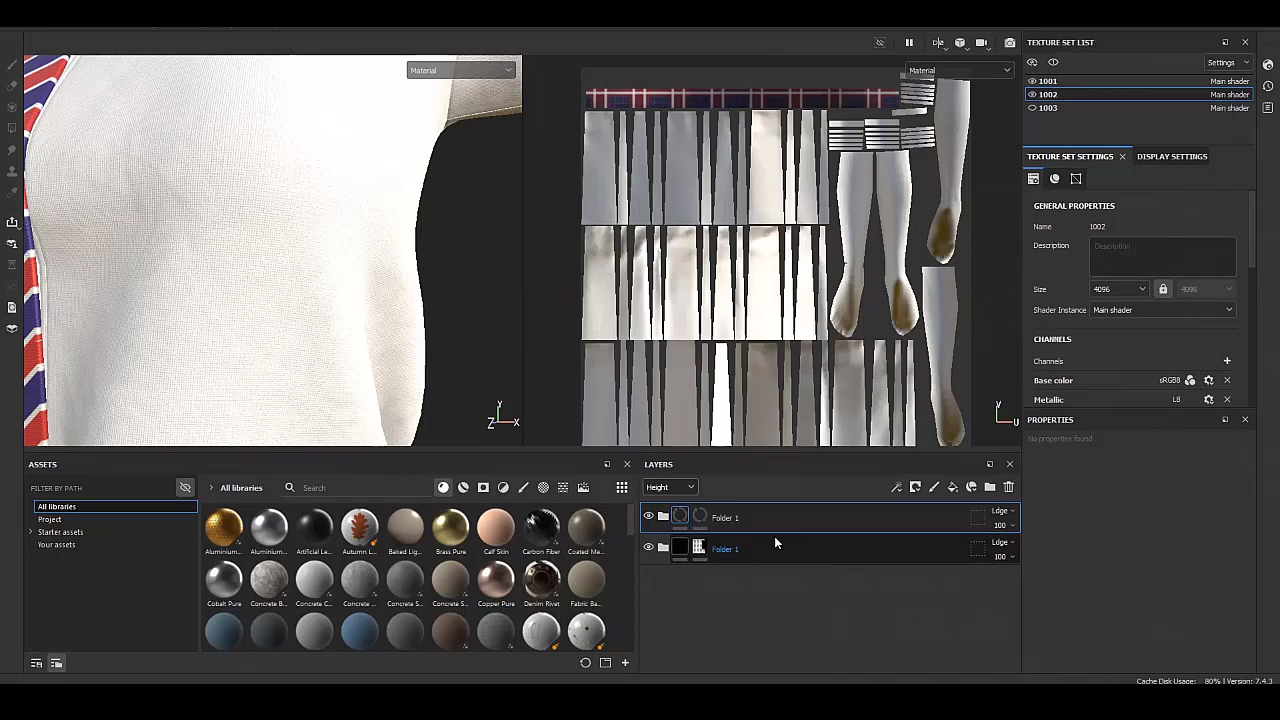 Material
Material
TEXTURE SET LIST
Settings
1001 Main shader
1002 Main shader
1003 Main shader
TEXTURE SET SETTINGS
DISPLAY SETTINGS
GENERAL PROPERTIES
Name 1002
Description Description
Size 4096 4096
Shader Instance Main shader
CHANNELS
Channels
Base color sRGB8
Metallic L8
PROPERTIES
No properties found
Y
Z X
V
U
ASSETS
FILTER BY PATH
All libraries
Project
Starter assets
Your assets
All libraries
Search
Aluminium... Aluminium... Artificial Le... Autumn L... Baked Lig... Brass Pure Calf Skin Carbon Fiber Coated Me...
Cobalt Pure Concrete B... Concrete C... Concrete ... Concrete S... Concrete S... Copper Pure Denim Rivet Fabric Ba...
LAYERS
Height
Folder 1 Ldge
100
Folder 1 Ldge
100
Cache Disk Usage: 80% | Version: 7.4.3